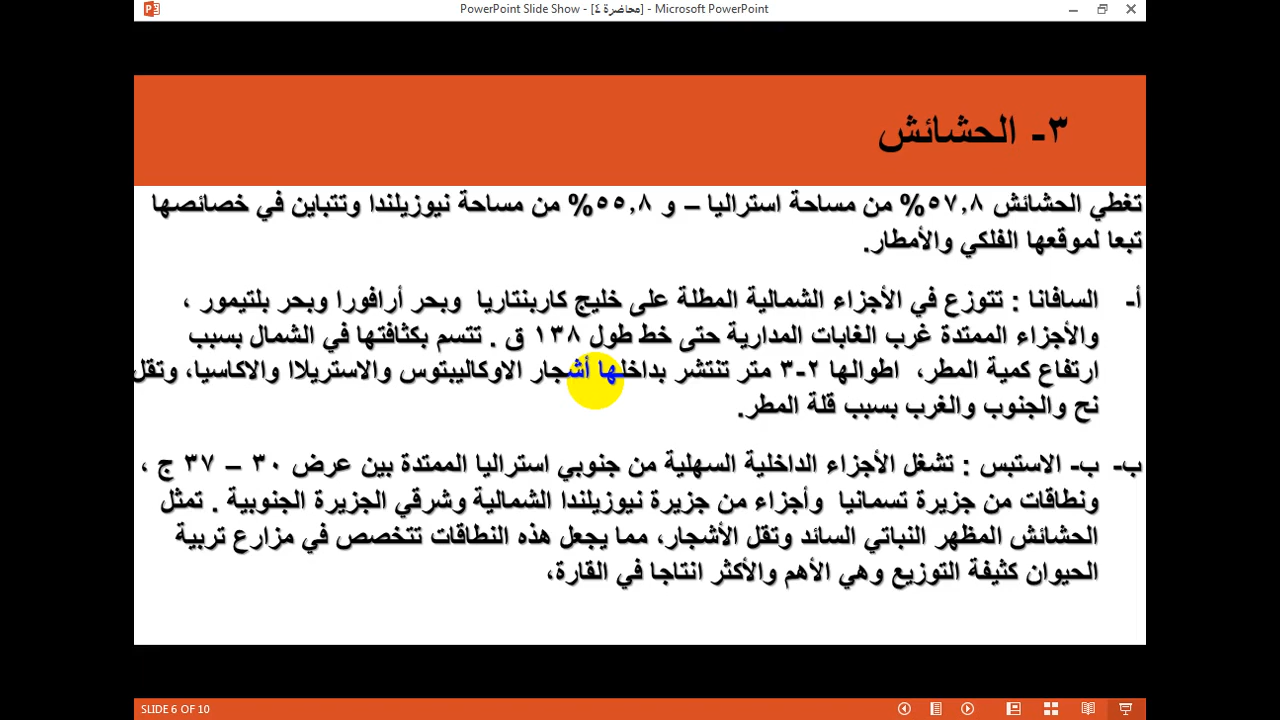 PowerPoint Slide Show - [محاضرة ٤] - Microsoft PowerPoint
٣- الحشائش
تغطي الحشائش ٥٧,٨% من مساحة استراليا – و ٥٥,٨% من مساحة نيوزيلندا وتتباين في خصائصها
تبعا لموقعها الفلكي والأمطار.
أ- السافانا : تتوزع في الأجزاء الشمالية المطلة على خليج كاربنتاريا وبحر أرافورا وبحر بلتيمور ،
والأجزاء الممتدة غرب الغابات المدارية حتى خط طول ١٣٨ ق . تتسم بكثافتها في الشمال بسبب
ارتفاع كمية المطر، اطوالها ٢-٣ متر تنتشر بداخلها أشجار الاوكاليبتوس والاستريلاا والاكاسيا، وتقل
نح والجنوب والغرب بسبب قلة المطر.
ب- ب- الاستبس : تشغل الأجزاء الداخلية السهلية من جنوبي استراليا الممتدة بين عرض ٣٠ – ٣٧ ج ،
ونطاقات من جزيرة تسمانيا وأجزاء من جزيرة نيوزيلندا الشمالية وشرقي الجزيرة الجنوبية . تمثل
الحشائش المظهر النباتي السائد وتقل الأشجار، مما يجعل هذه النطاقات تتخصص في مزارع تربية
الحيوان كثيفة التوزيع وهي الأهم والأكثر انتاجا في القارة،
SLIDE 6 OF 10